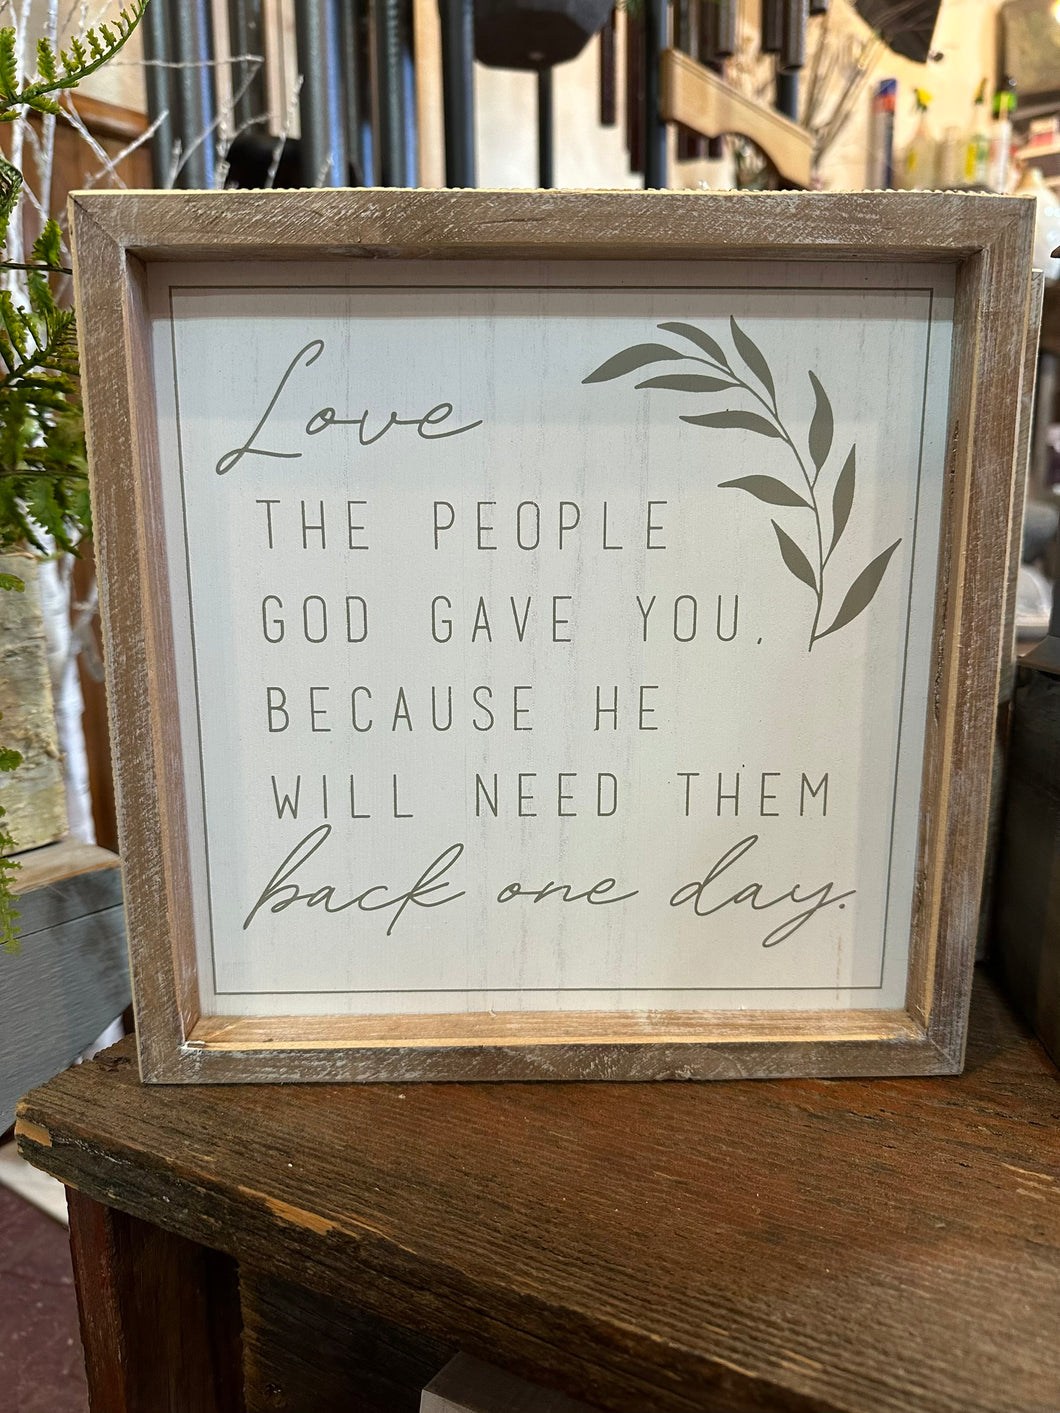 Love
THE PEOPLE
GOD GAVE YOU,
BECAUSE HE
WILL NEED THEM
back one day.